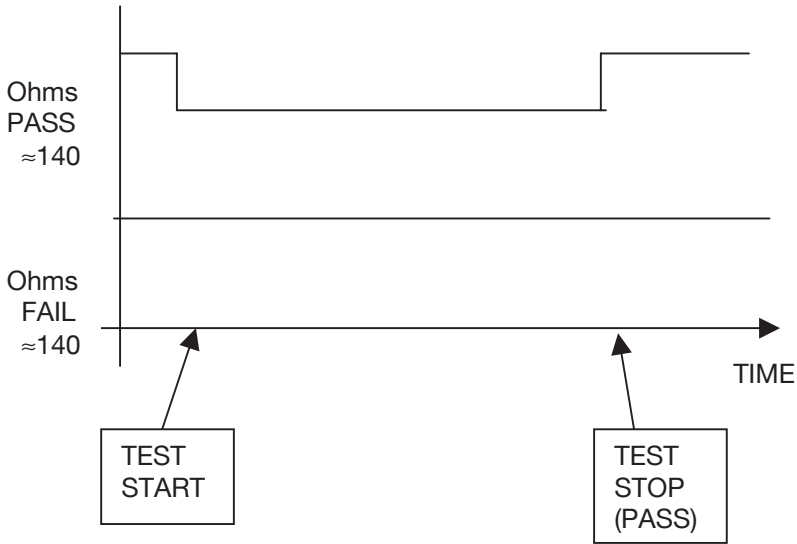 Ohms
PASS
≈140
Ohms
FAIL
≈140
TIME
TEST
START
TEST
STOP
(PASS)